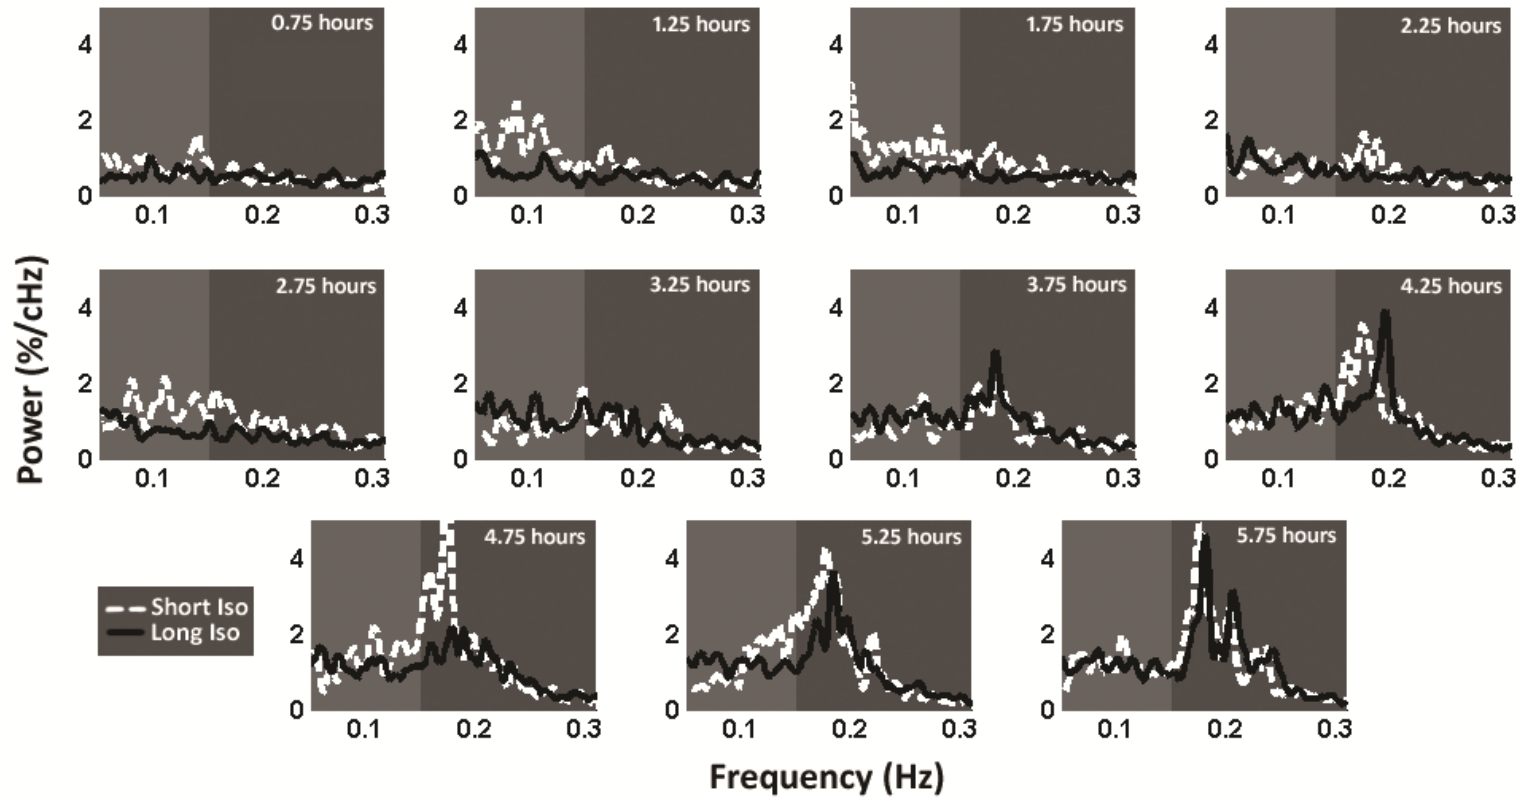 0.75 hours
4
2
0
0.1 0.2 0.3
1.25 hours
4
2
0
0.1 0.2 0.3
1.75 hours
4
2
0
0.1 0.2 0.3
2.25 hours
4
2
0
0.1 0.2 0.3
Power (%/cHz)
2.75 hours
4
2
0
0.1 0.2 0.3
3.25 hours
4
2
0
0.1 0.2 0.3
3.75 hours
4
2
0
0.1 0.2 0.3
4.25 hours
4
2
0
0.1 0.2 0.3
Short Iso
Long Iso
4.75 hours
4
2
0
0.1 0.2 0.3
5.25 hours
4
2
0
0.1 0.2 0.3
5.75 hours
4
2
0
0.1 0.2 0.3
Frequency (Hz)